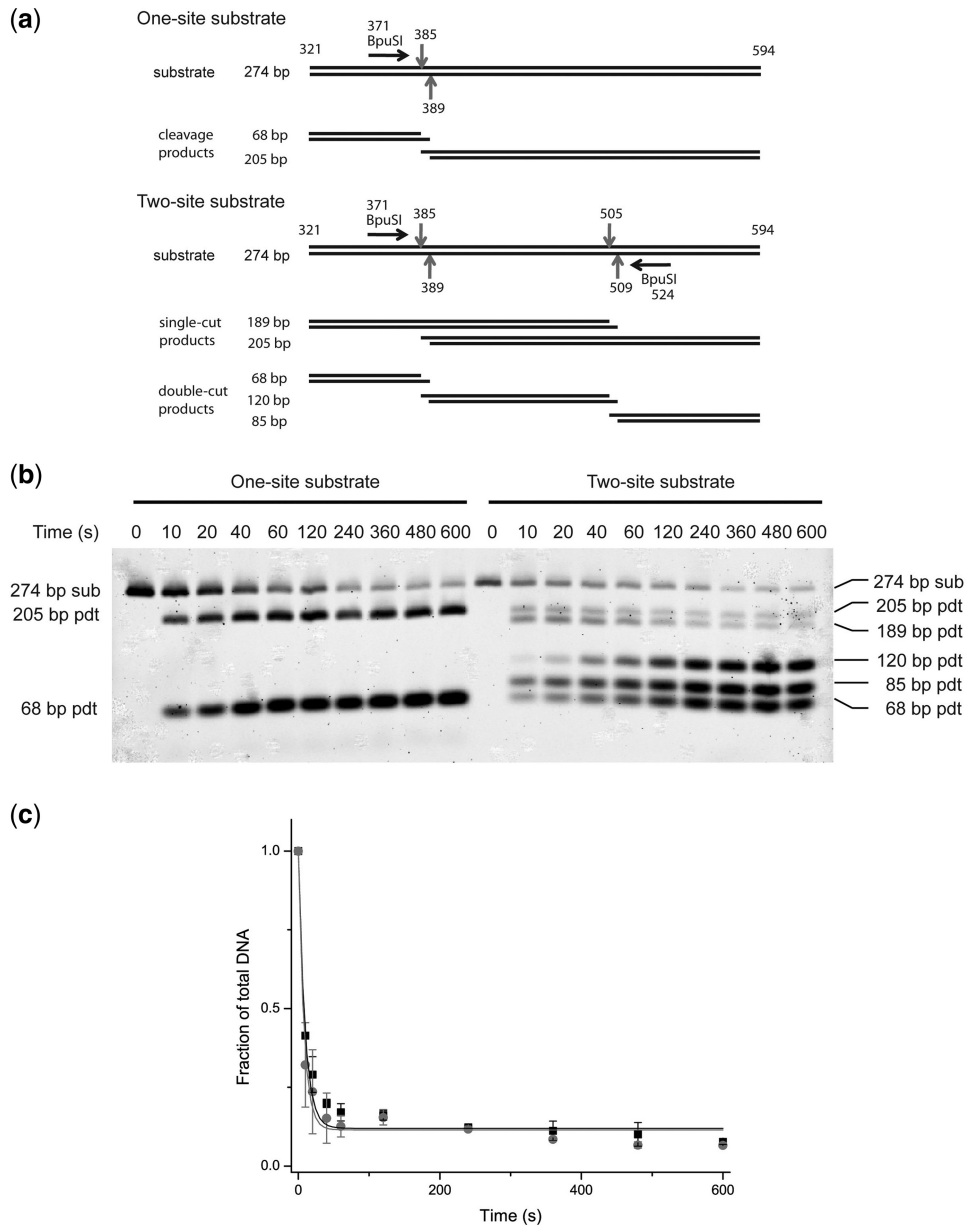 (a)
One-site substrate
371
BpuSI
321
385
594
substrate 274 bp
389
cleavage
products
68 bp
205 bp
Two-site substrate
371
BpuSI
321
385
505
594
substrate 274 bp
389
509
BpuSI
524
single-cut
products
189 bp
205 bp
double-cut
products
68 bp
120 bp
85 bp
(b)
One-site substrate
Two-site substrate
Time (s) 0 10 20 40 60 120 240 360 480 600 0 10 20 40 60 120 240 360 480 600
274 bp sub
205 bp pdt
68 bp pdt
274 bp sub
205 bp pdt
189 bp pdt
120 bp pdt
85 bp pdt
68 bp pdt
(c)
1.0
0.5
0.0
Fraction of total DNA
0 200 400 600
Time (s)